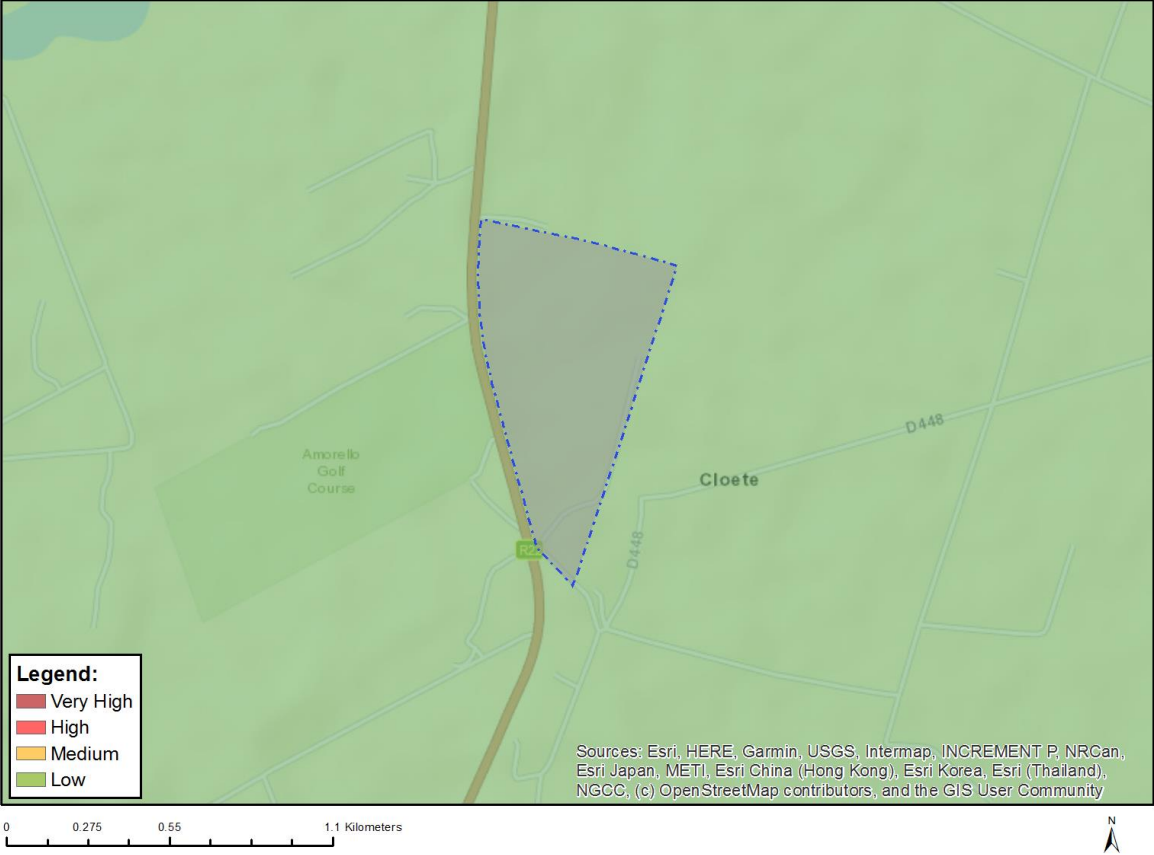 Amorello
Golf
Course
D448
Cloete
D448
Legend:
Very High
High
Medium
Low
Sources: Esri, HERE, Garmin, USGS, Intermap, INCREMENT P, NRCan,
Esri Japan, METI, Esri China (Hong Kong), Esri Korea, Esri (Thailand),
NGCC, (c) OpenStreetMap contributors, and the GIS User Community
0 0.275 0.55 1.1 Kilometers
N